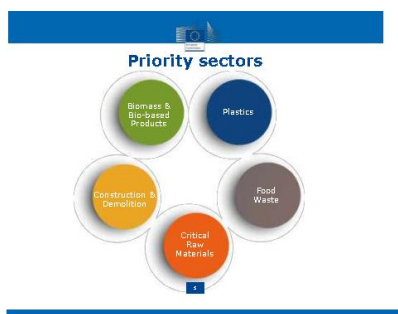 Priority sectors
Biomass &
Bio-based
Products
Plastics
Construction &
Demolition
Food
Waste
Critical
Raw
Materials
5